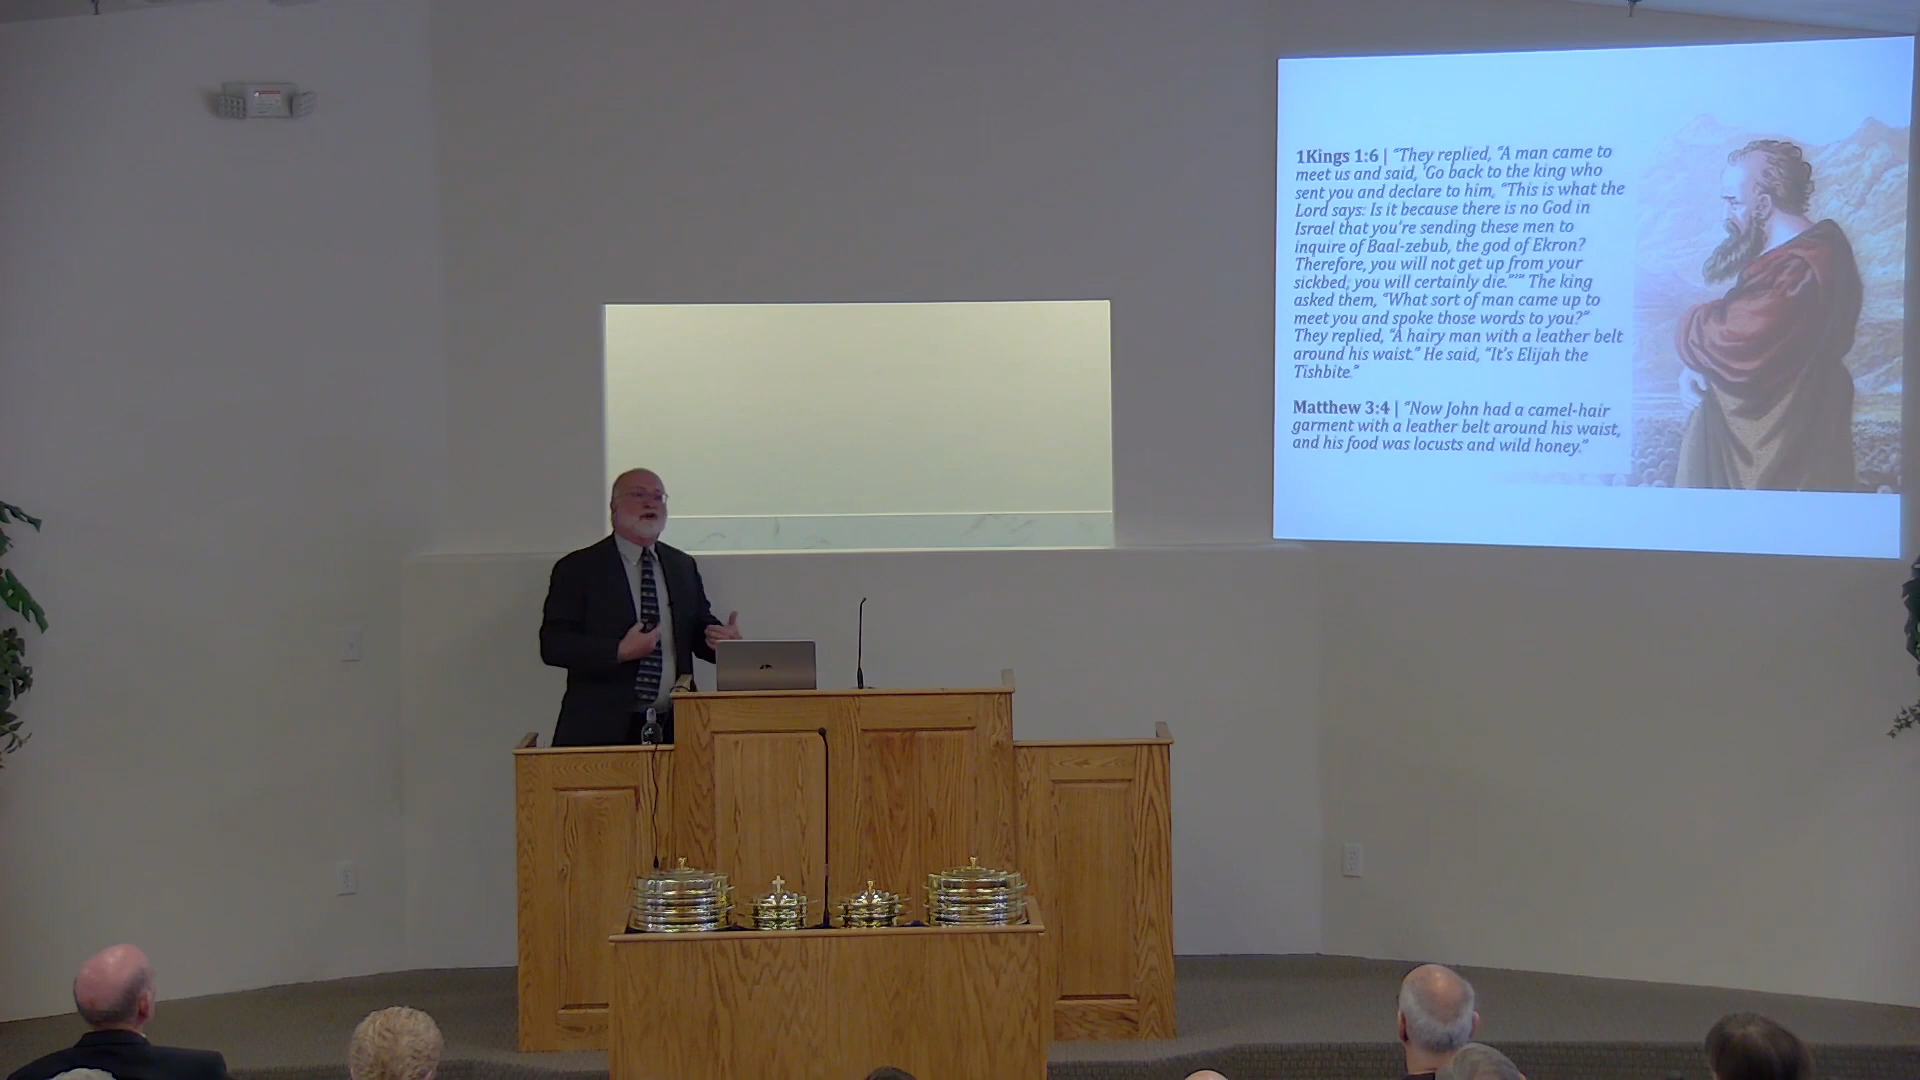 1Kings 1:6 | “They replied, “A man came to
meet us and said, ‘Go back to the king who
sent you and declare to him, “This is what the
Lord says: Is it because there is no God in
Israel that you’re sending these men to
inquire of Baal-zebub, the god of Ekron?
Therefore, you will not get up from your
sickbed, you will certainly die.”’” The king
asked them, “What sort of man came up to
meet you and spoke those words to you?”
They replied, “A hairy man with a leather belt
around his waist.” He said, “It’s Elijah the
Tishbite.”
Matthew 3:4 | “Now John had a camel-hair
garment with a leather belt around his waist,
and his food was locusts and wild honey.”